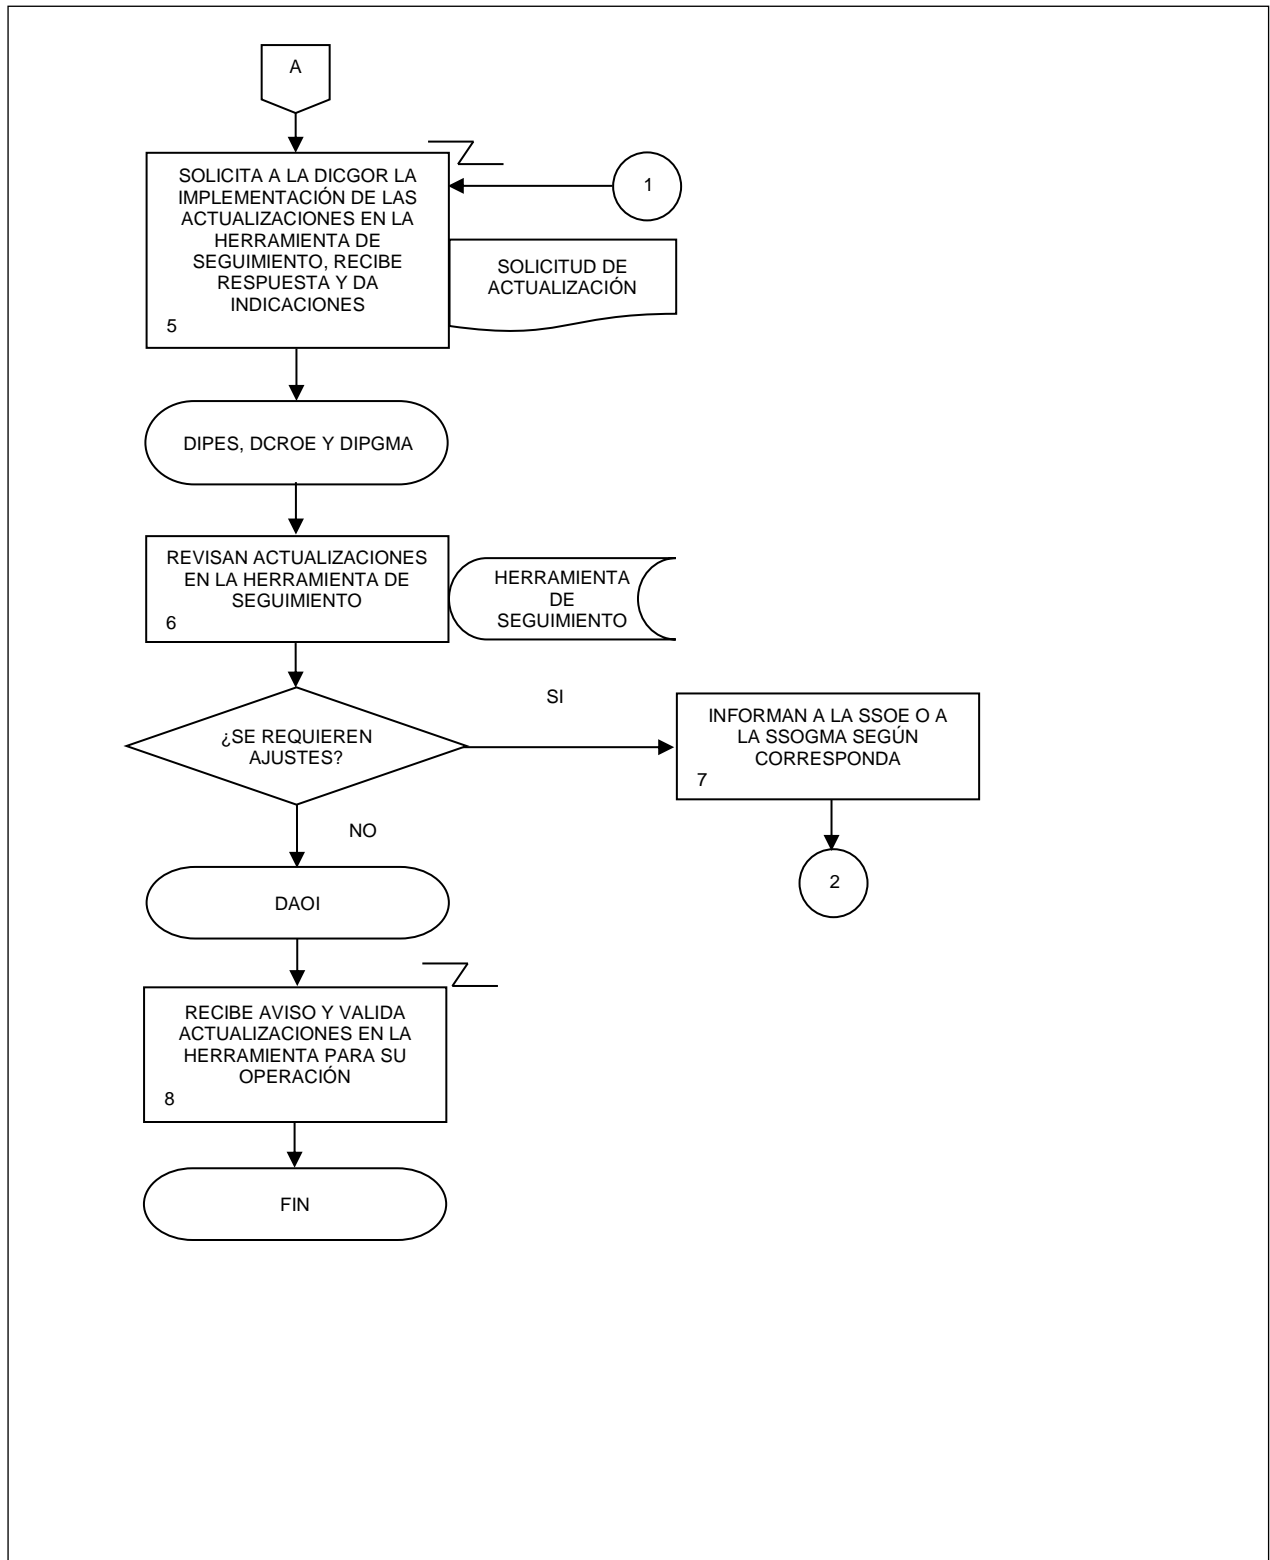 A
SOLICITA A LA DICGOR LA
IMPLEMENTACIÓN DE LAS
ACTUALIZACIONES EN LA
HERRAMIENTA DE
SEGUIMIENTO, RECIBE
RESPUESTA Y DA
INDICACIONES
5
1
SOLICITUD DE
ACTUALIZACIÓN
DIPES, DCROE Y DIPGMA
REVISAN ACTUALIZACIONES
EN LA HERRAMIENTA DE
SEGUIMIENTO
6
HERRAMIENTA
DE
SEGUIMIENTO
¿SE REQUIEREN
AJUSTES?
SI
INFORMAN A LA SSOE O A
LA SSOGMA SEGÚN
CORRESPONDA
7
2
NO
DAOI
RECIBE AVISO Y VALIDA
ACTUALIZACIONES EN LA
HERRAMIENTA PARA SU
OPERACIÓN
8
FIN